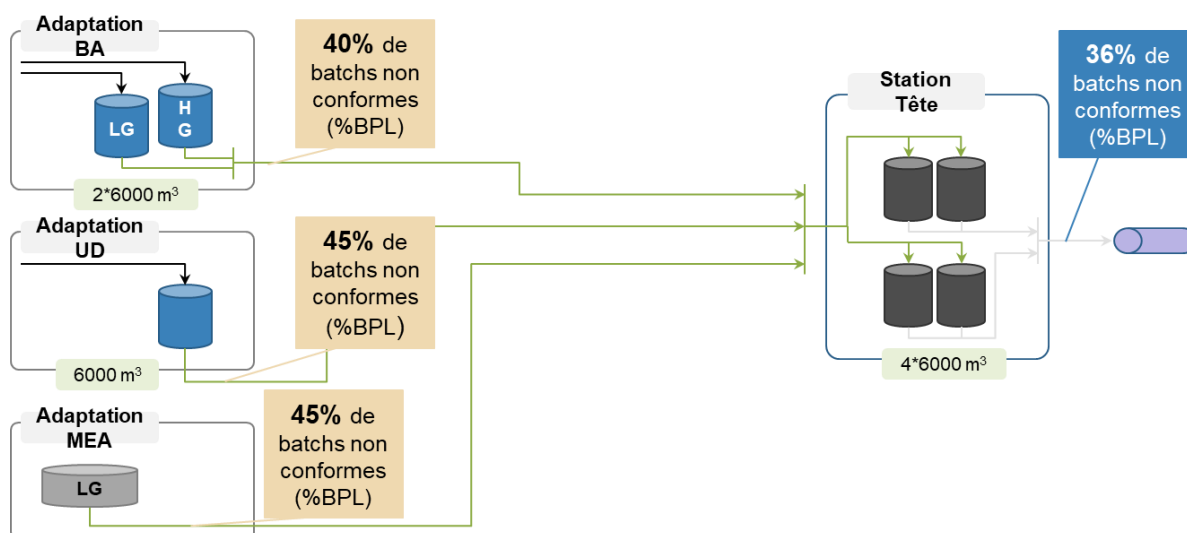 Adaptation
BA
LG
H
G
2*6000 m³
40% de
batchs non
conformes
(%BPL)
Adaptation
UD
6000 m³
45% de
batchs non
conformes
(%BPL)
Adaptation
MEA
LG
45% de
batchs non
conformes
(%BPL)
Station
Tête
4*6000 m³
36% de
batchs non
conformes
(%BPL)